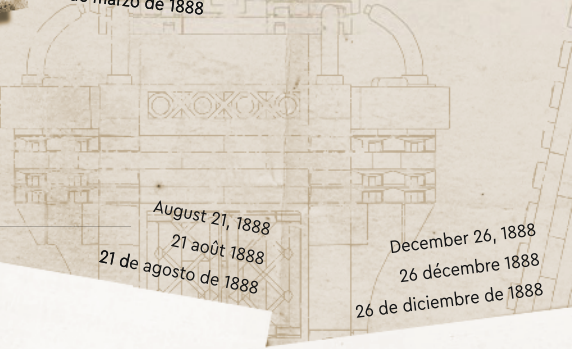 marzo de 1888
August 21, 1888
21 août 1888
21 de agosto de 1888
December 26, 1888
26 décembre 1888
26 de diciembre de 1888